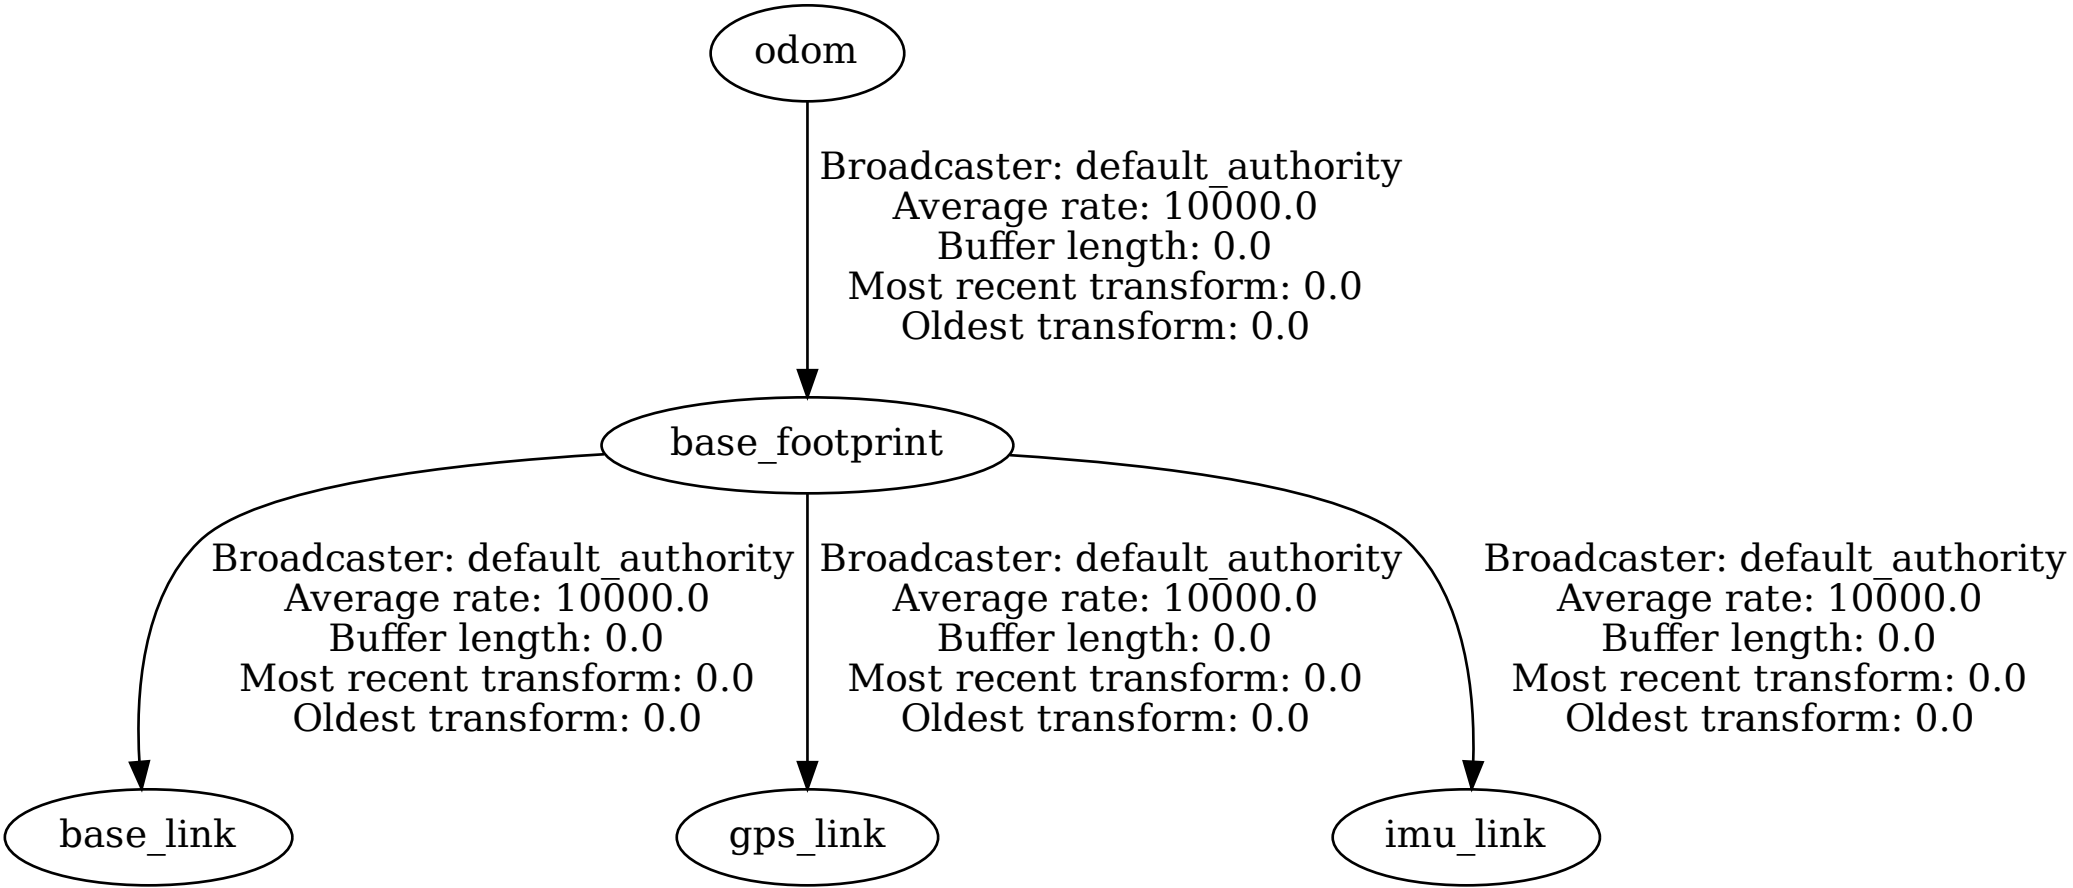 odom
Broadcaster: default_authority
Average rate: 10000.0
Buffer length: 0.0
Most recent transform: 0.0
Oldest transform: 0.0
base_footprint
Broadcaster: default_authority
Average rate: 10000.0
Buffer length: 0.0
Most recent transform: 0.0
Oldest transform: 0.0
Broadcaster: default_authority
Average rate: 10000.0
Buffer length: 0.0
Most recent transform: 0.0
Oldest transform: 0.0
Broadcaster: default_authority
Average rate: 10000.0
Buffer length: 0.0
Most recent transform: 0.0
Oldest transform: 0.0
base_link
gps_link
imu_link